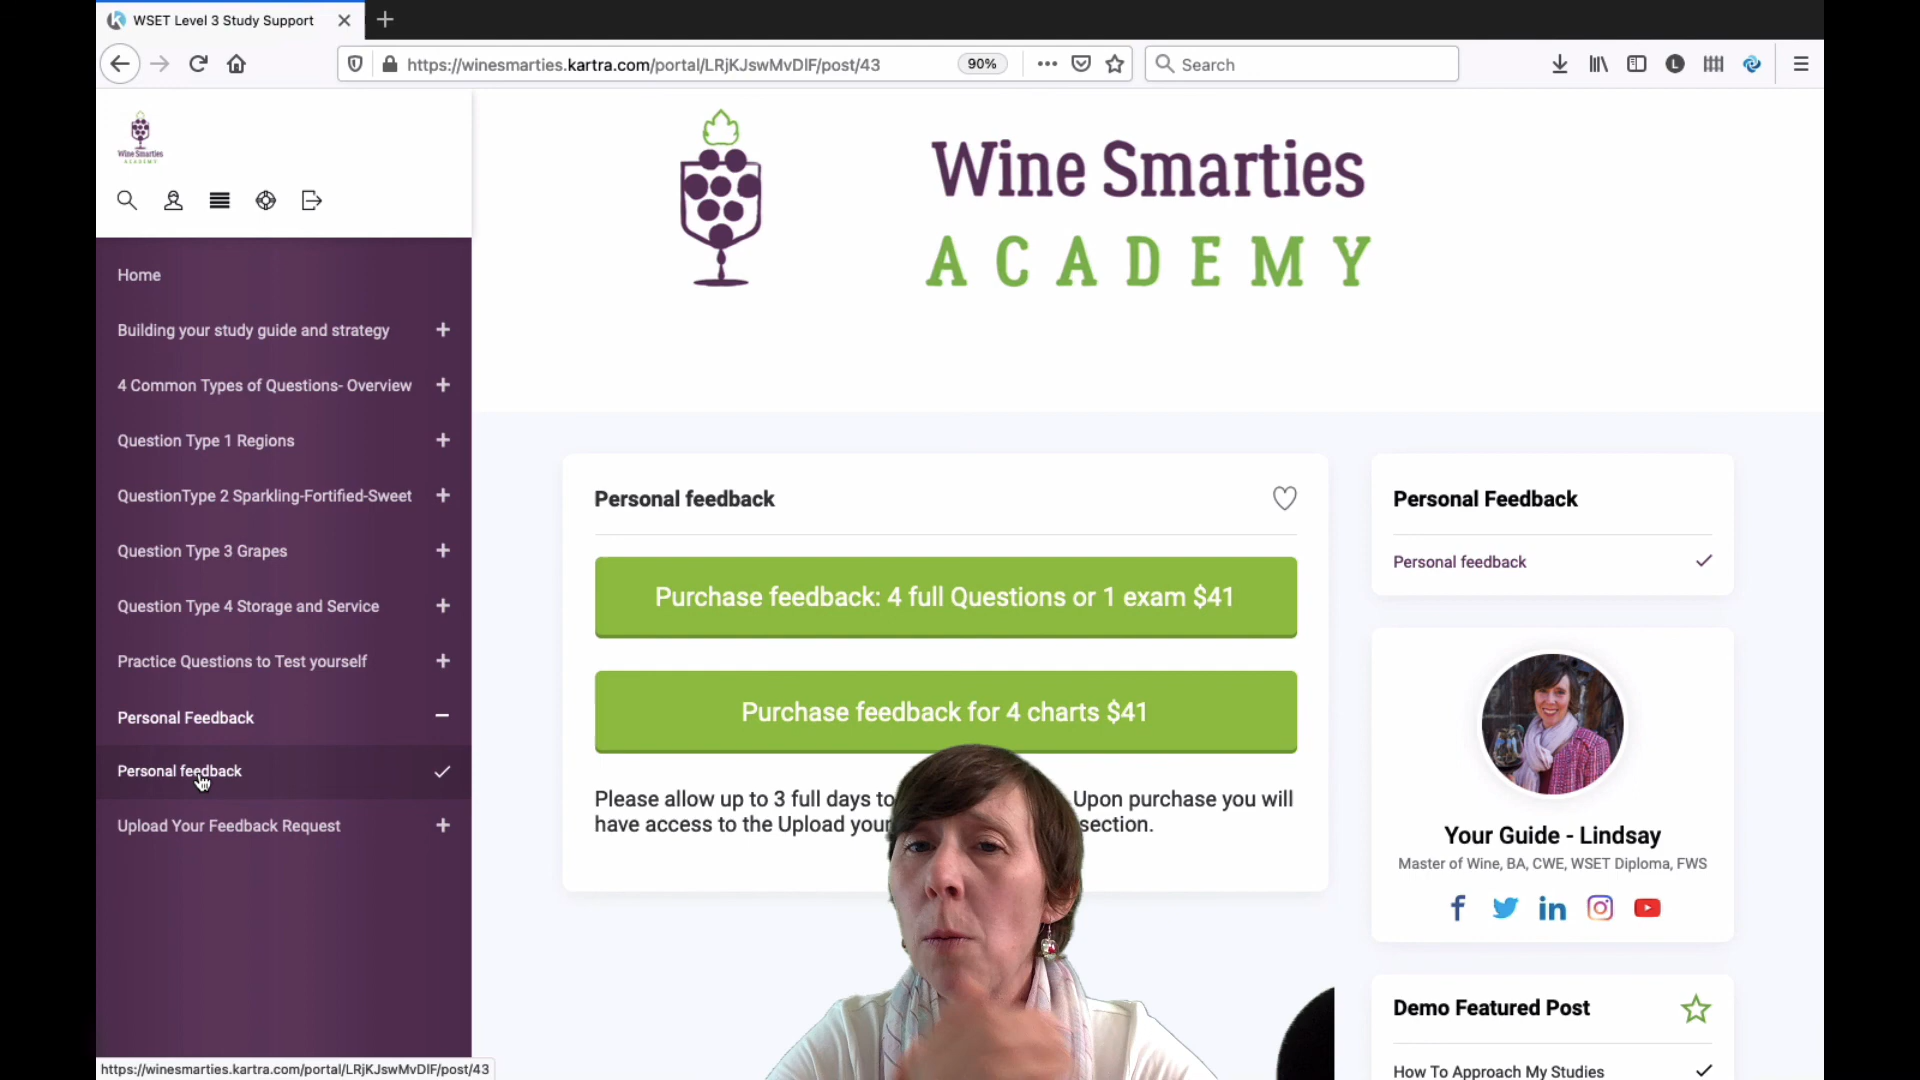 WSET Level 3 Study Support
https://winesmarties.kartra.com/portal/LRjKJswMvDlF/post/43
90%
Search
Wine Smarties
ACADEMY
Home
Building your study guide and strategy
4 Common Types of Questions- Overview
Question Type 1 Regions
QuestionType 2 Sparkling-Fortified-Sweet
Question Type 3 Grapes
Question Type 4 Storage and Service
Practice Questions to Test yourself
Personal Feedback
Personal feedback
Upload Your Feedback Request
https://winesmarties.kartra.com/portal/LRjKJswMvDlF/post/43
Wine Smarties
ACADEMY
Personal feedback
Purchase feedback: 4 full Questions or 1 exam $41
Purchase feedback for 4 charts $41
Please allow up to 3 full days to Upon purchase you will
have access to the Upload your section.
Personal Feedback
Personal feedback
Your Guide - Lindsay
Master of Wine, BA, CWE, WSET Diploma, FWS
Demo Featured Post
How To Approach My Studies